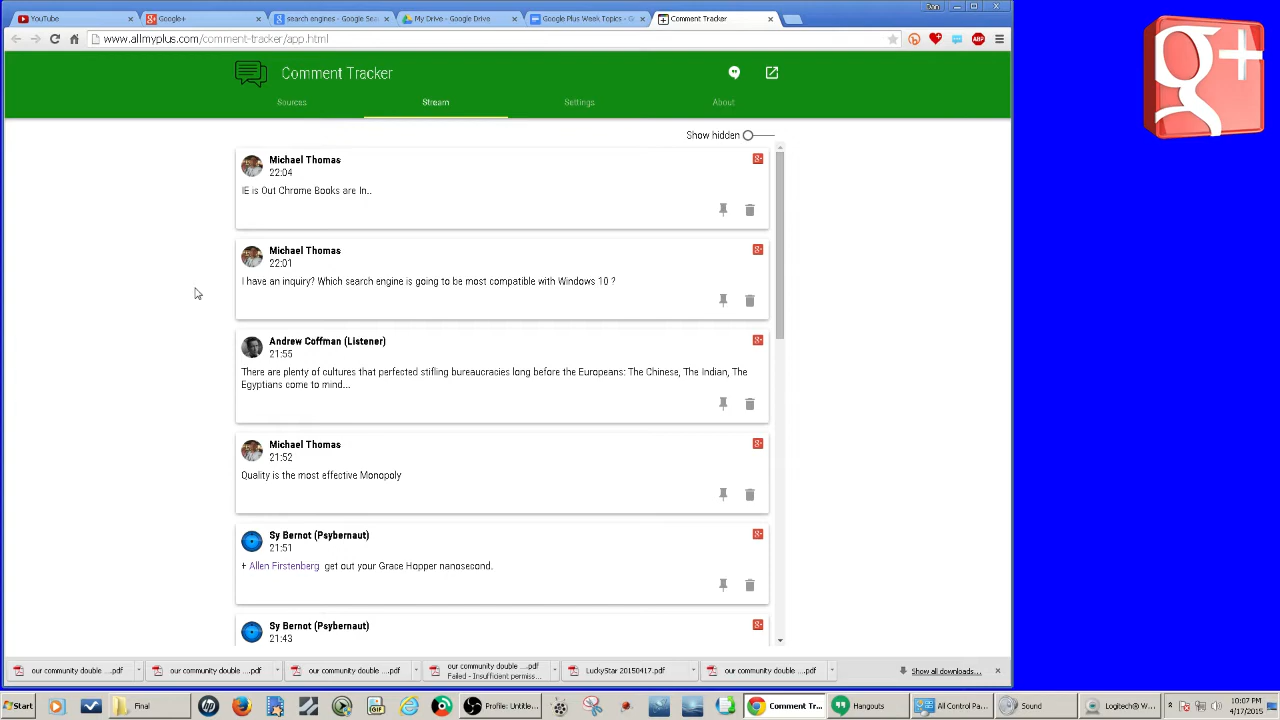 Dan
YouTube
Google+
search engines - Google Sea
My Drive - Google Drive
Google Plus Week Topics - G
Comment Tracker
www.allmyplus.com/comment-tracker/app.html
ABP
Comment Tracker
Sources
Stream
Settings
About
Show hidden
Michael Thomas
22:04
IE is Out Chrome Books are In..
Michael Thomas
22:01
I have an inquiry? Which search engine is going to be most compatible with Windows 10 ?
Andrew Coffman (Listener)
21:55
There are plenty of cultures that perfected stifling bureaucracies long before the Europeans: The Chinese, The Indian, The
Egyptians come to mind...
Michael Thomas
21:52
Quality is the most effective Monopoly
Sy Bernot (Psybernaut)
21:51
+ Allen Firstenberg get out your Grace Hopper nanosecond.
Sy Bernot (Psybernaut)
21:43
our community double ....pdf
our community double ....pdf
our community double ....pdf
our community double ....pdf
Failed - Insufficient permiss...
LuckyStar 20150417.pdf
our community double ....pdf
Show all downloads...
Start
Final
Profile: Untitle...
Comment Tr...
Hangouts
All Control Pa...
Sound
Logitech® W...
10:07 PM
4/17/2015
g+